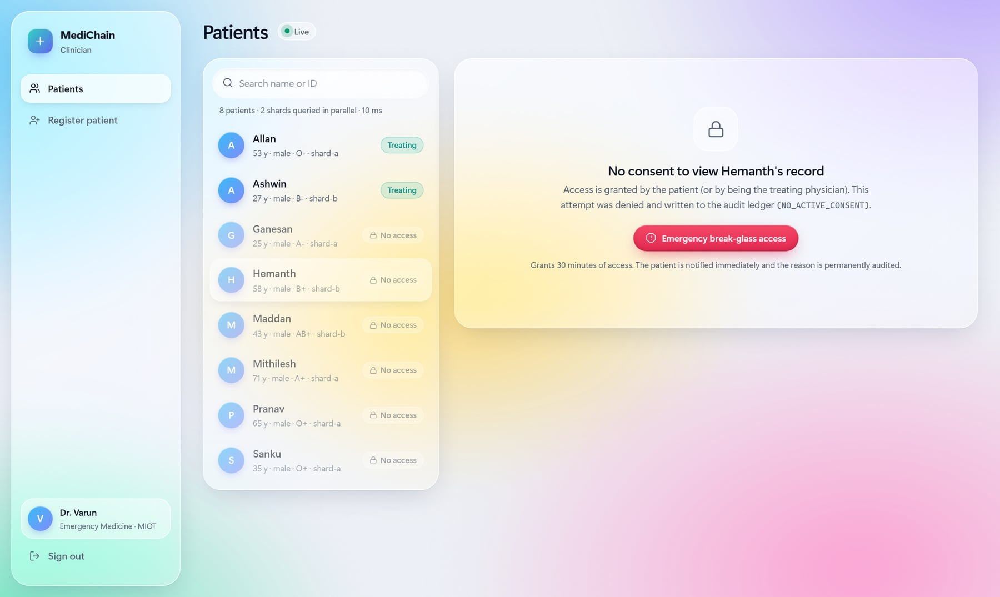 MediChain
Clinician
Patients
Register patient
Dr. Varun
V
Emergency Medicine · MIOT
Sign out
Patients
Live
Search name or ID
8 patients · 2 shards queried in parallel · 10 ms
A
Allan
53 y · male · O- · shard-a
Treating
A
Ashwin
27 y · male · B- · shard-b
Treating
G
Ganesan
25 y · male · A- · shard-a
No access
H
Hemanth
58 y · male · B+ · shard-b
No access
M
Maddan
43 y · male · AB+ · shard-b
No access
M
Mithilesh
71 y · male · A+ · shard-a
No access
P
Pranav
65 y · male · O+ · shard-a
No access
S
Sanku
35 y · male · O+ · shard-a
No access
No consent to view Hemanth's record
Access is granted by the patient (or by being the treating physician). This
attempt was denied and written to the audit ledger (NO_ACTIVE_CONSENT).
Emergency break-glass access
Grants 30 minutes of access. The patient is notified immediately and the reason is permanently audited.